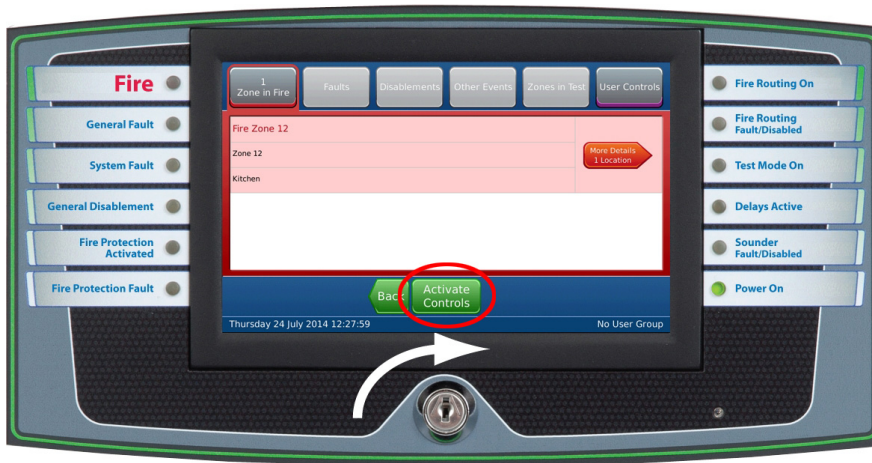 Fire
General Fault
System Fault
General Disablement
Fire Protection
Activated
Fire Protection Fault
1
Zone in Fire
Faults
Disablements
Other Events
Zones in Test
User Controls
Fire Zone 12
Zone 12
Kitchen
More Details
1 Location
Back
Activate
Controls
Thursday 24 July 2014 12:27:59
No User Group
Fire Routing On
Fire Routing
Fault/Disabled
Test Mode On
Delays Active
Sounder
Fault/Disabled
Power On